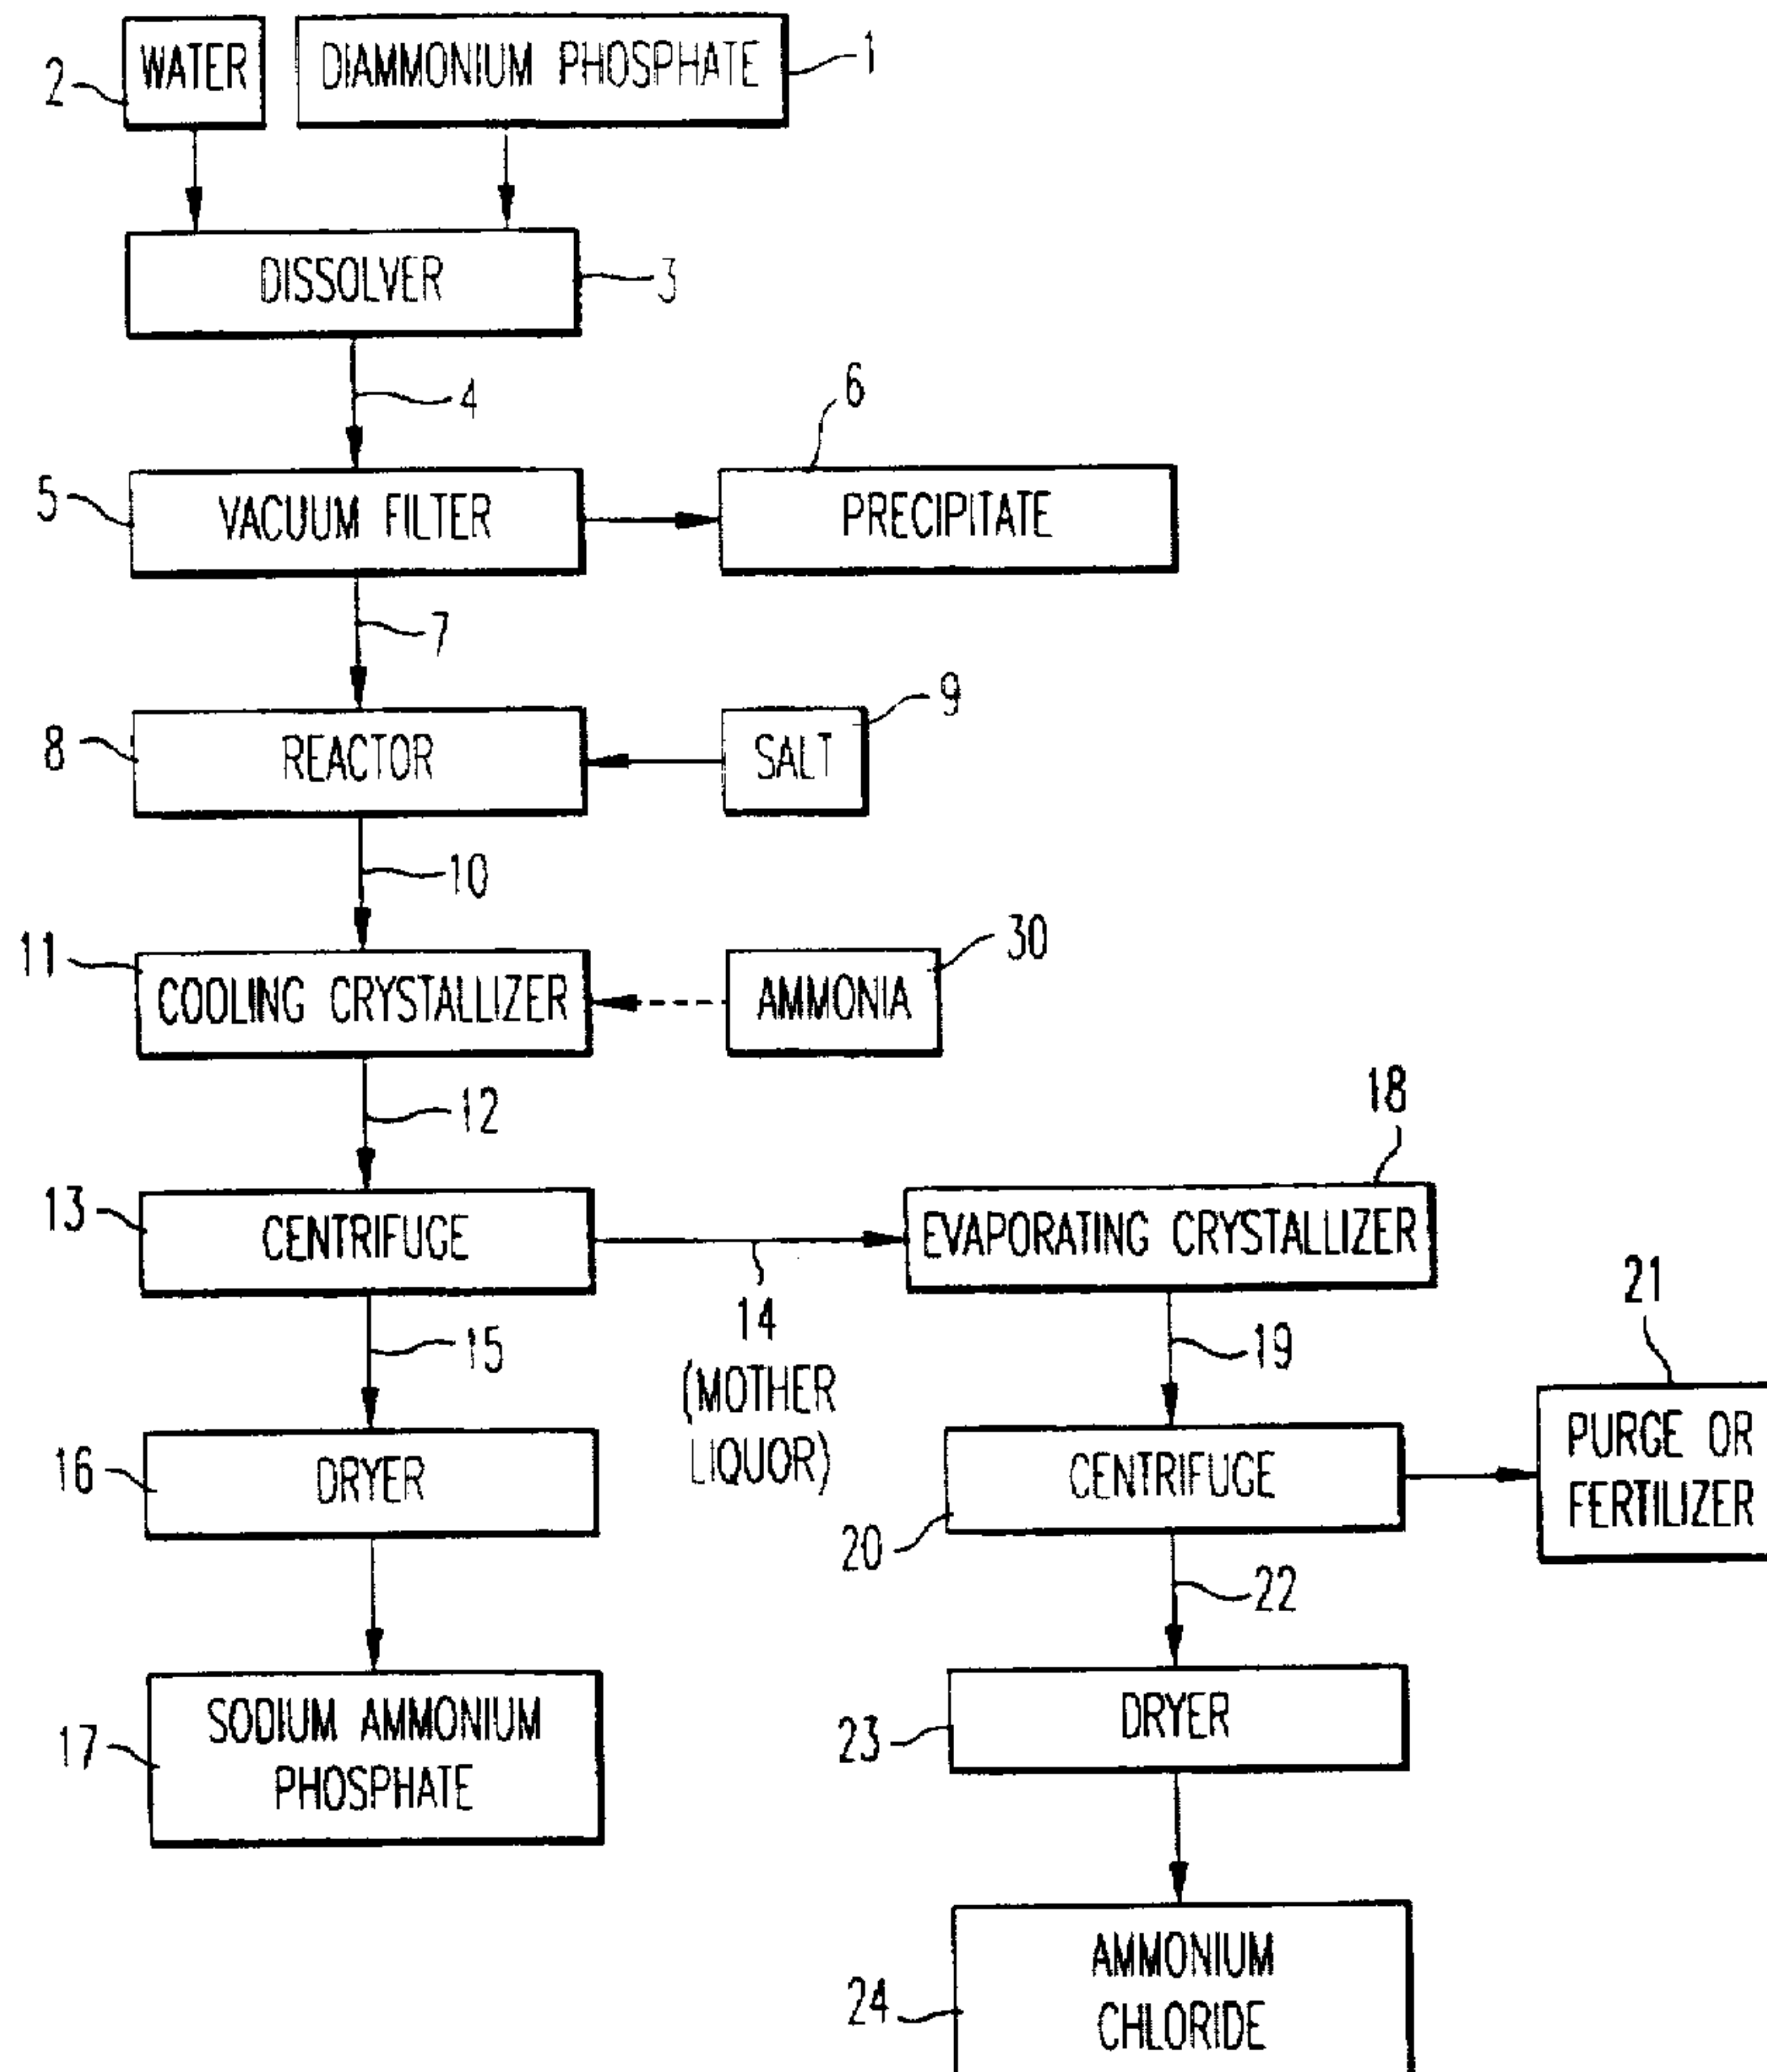 2
WATER
DIAMMONIUM PHOSPHATE
1
DISSOLVER
3
4
6
5
VACUUM FILTER
PRECIPITATE
7
9
8
REACTOR
SALT
10
30
11
COOLING CRYSTALLIZER
AMMONIA
12
18
13
CENTRIFUGE
EVAPORATING CRYSTALLIZER
14
(MOTHER
LIQUOR)
15
19
21
16
DRYER
20
CENTRIFUGE
PURGE OR
FERTILIZER
22
17
SODIUM AMMONIUM
PHOSPHATE
23
DRYER
24
AMMONIUM
CHLORIDE